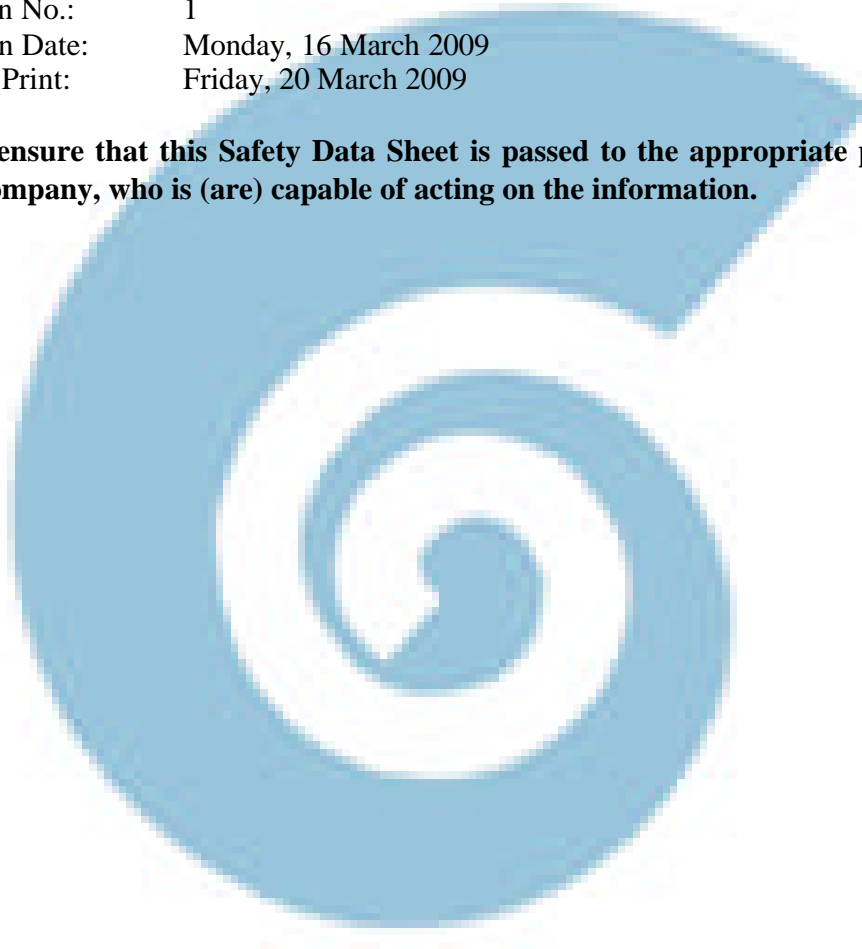 n No.: 1
n Date: Monday, 16 March 2009
Print: Friday, 20 March 2009
ensure that this Safety Data Sheet is passed to the appropriate p
ompany, who is (are) capable of acting on the information.